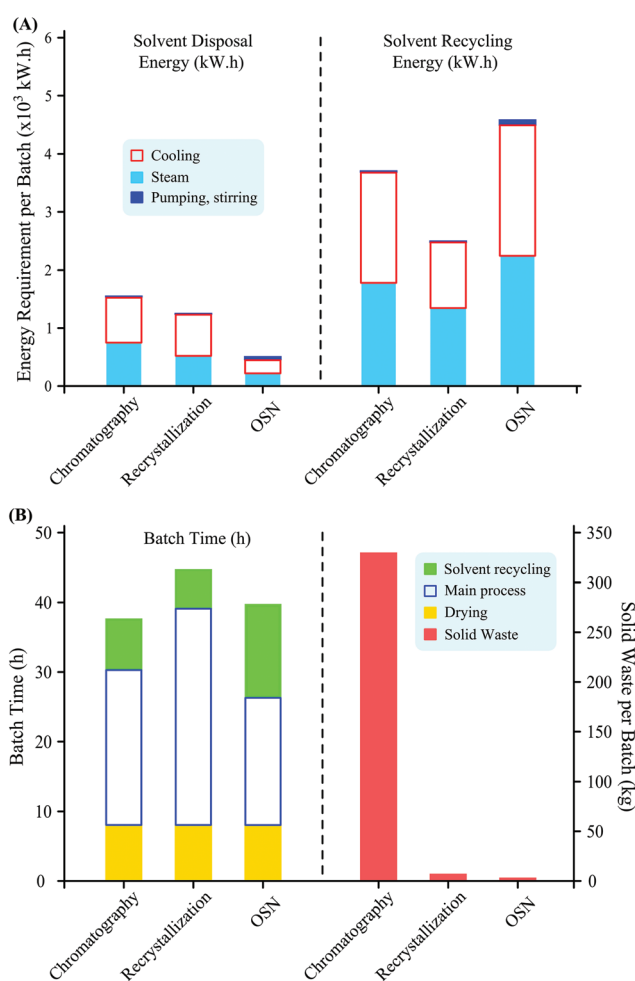 (A)
Solvent Disposal
Energy (kW.h)
Solvent Recycling
Energy (kW.h)
Energy Requirement per Batch (x10³ kW.h)
6
5
4
3
2
1
0
Cooling
Steam
Pumping, stirring
Chromatography
Recrystallization
OSN
Chromatography
Recrystallization
OSN
(B)
Batch Time (h)
Batch Time (h)
50
40
30
20
10
0
Solvent recycling
Main process
Drying
Solid Waste
350
300
250
200
150
100
50
0
Solid Waste per
Batch (kg)
Chromatography
Recrystallization
OSN
Chromatography
Recrystallization
OSN